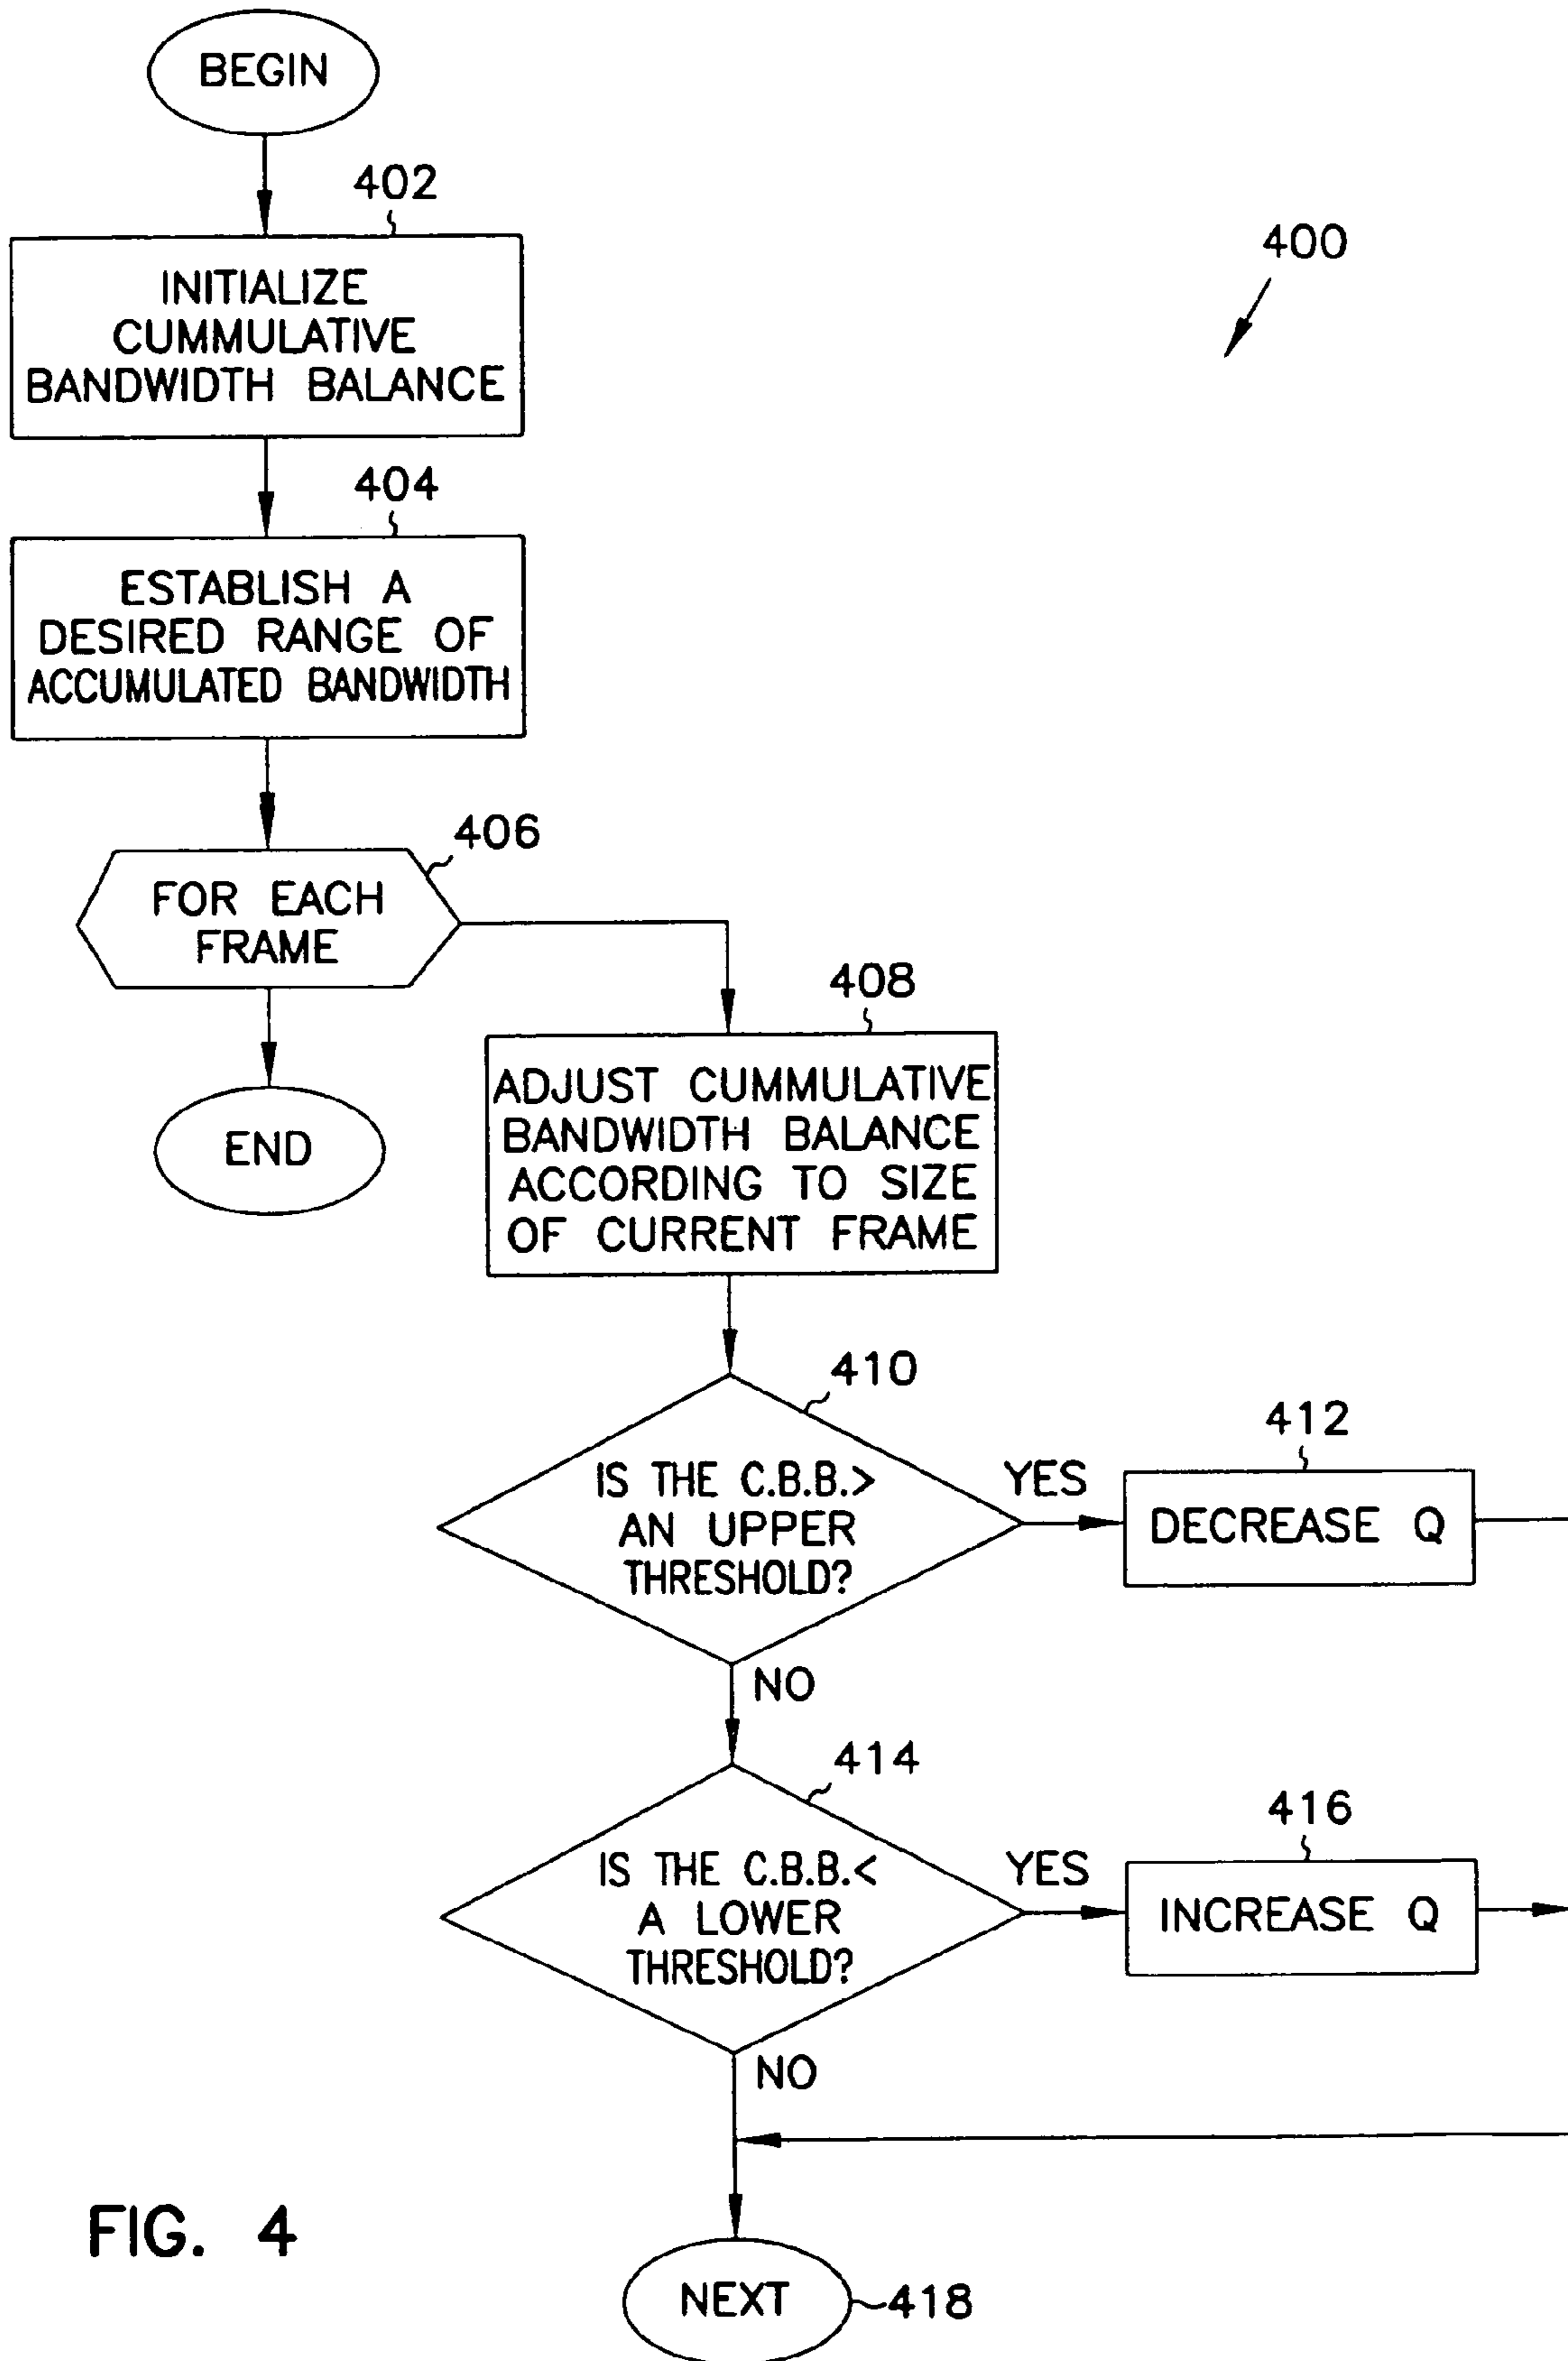 BEGIN
402
INITIALIZE
CUMMULATIVE
BANDWIDTH BALANCE
400
404
ESTABLISH A
DESIRED RANGE OF
ACCUMULATED BANDWIDTH
406
FOR EACH
FRAME
END
408
ADJUST CUMMULATIVE
BANDWIDTH BALANCE
ACCORDING TO SIZE
OF CURRENT FRAME
410
IS THE C.B.B.>
AN UPPER
THRESHOLD?
YES
412
DECREASE Q
NO
414
IS THE C.B.B.<
A LOWER
THRESHOLD?
YES
416
INCREASE Q
NO
FIG. 4
NEXT
418